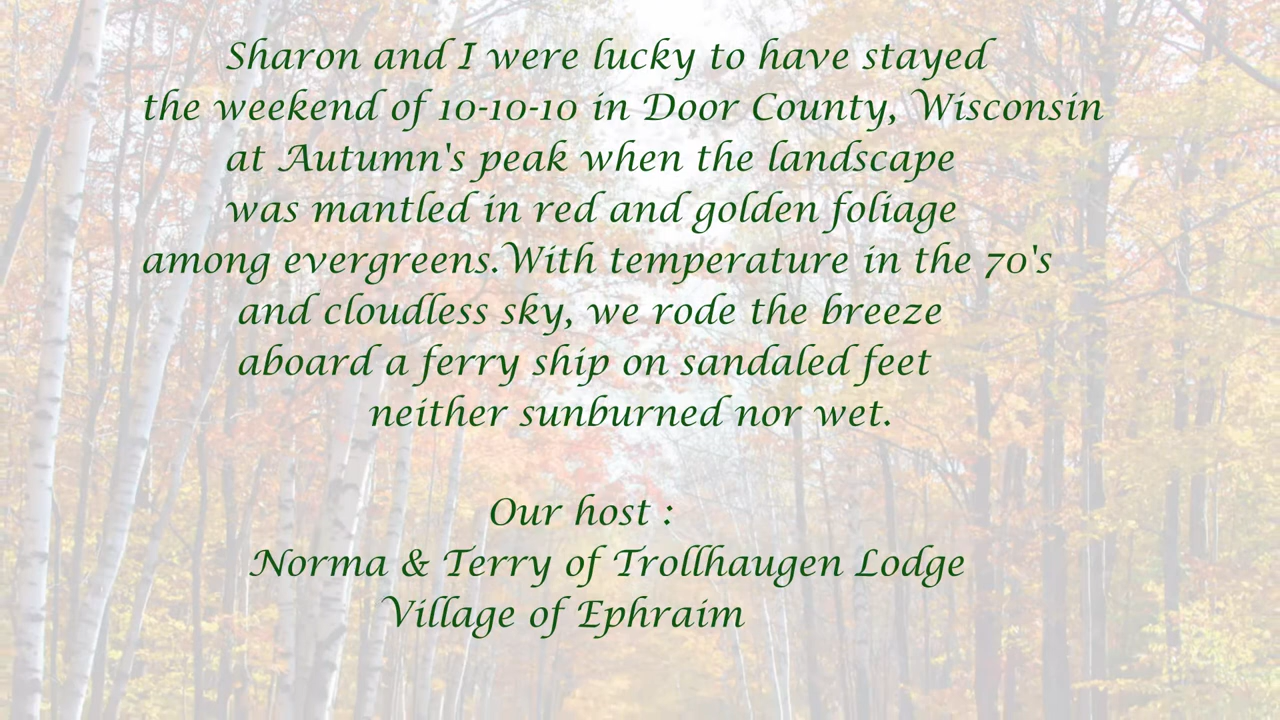 Sharon and I were lucky to have stayed
the weekend of 10-10-10 in Door County, Wisconsin
at Autumn's peak when the landscape
was mantled in red and golden foliage
among evergreens.With temperature in the 70's
and cloudless sky, we rode the breeze
aboard a ferry ship on sandaled feet
neither sunburned nor wet.
Our host :
Norma & Terry of Trollhaugen Lodge
Village of Ephraim